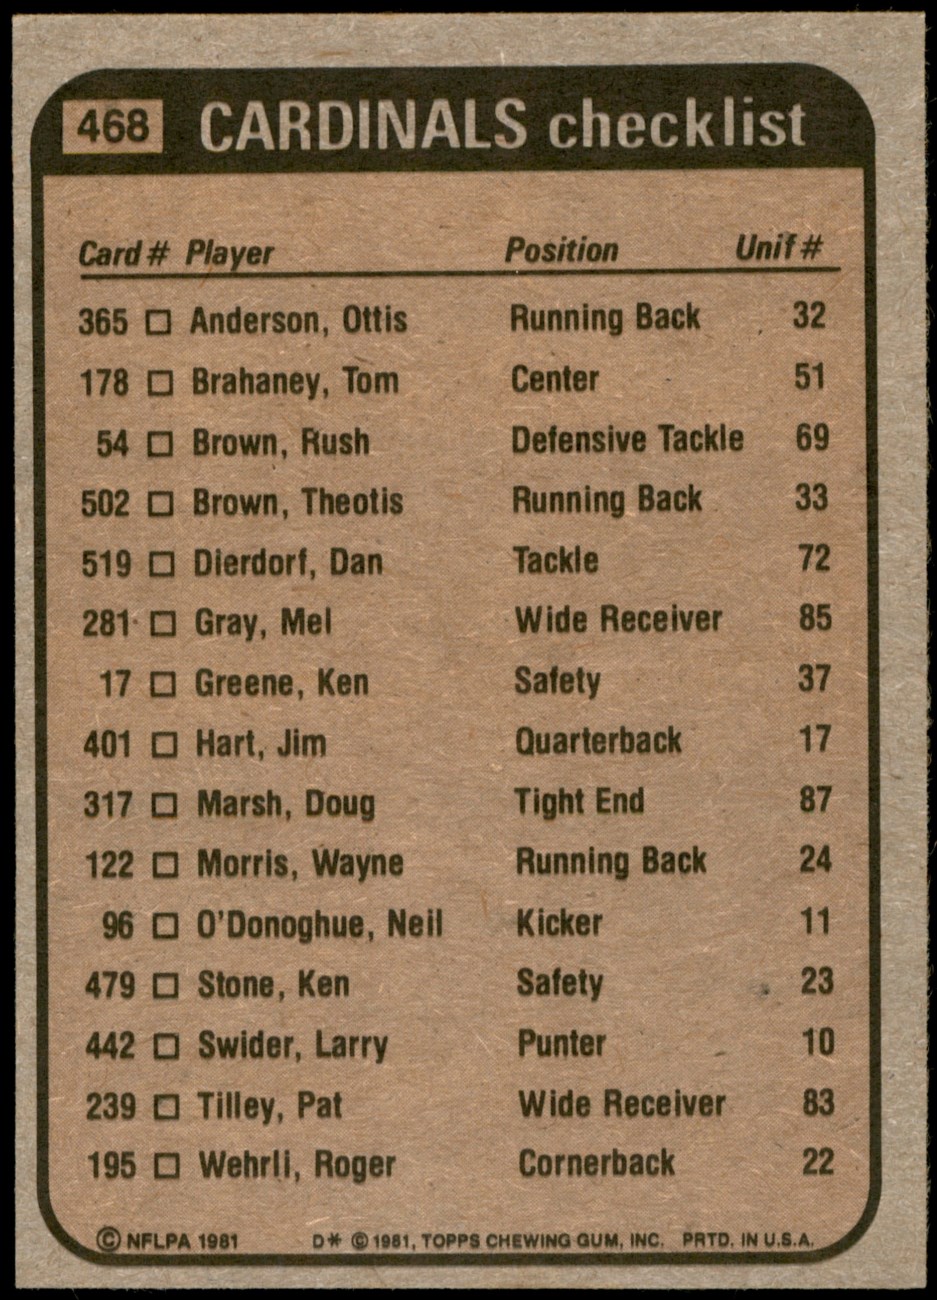 468 CARDINALS checklist
Card # Player Position Unif #
365 □ Anderson, Ottis Running Back 32
178 □ Brahaney, Tom Center 51
54 □ Brown, Rush Defensive Tackle 69
502 □ Brown, Theotis Running Back 33
519 □ Dierdorf, Dan Tackle 72
281 □ Gray, Mel Wide Receiver 85
17 □ Greene, Ken Safety 37
401 □ Hart, Jim Quarterback 17
317 □ Marsh, Doug Tight End 87
122 □ Morris, Wayne Running Back 24
96 □ O'Donoghue, Neil Kicker 11
479 □ Stone, Ken Safety 23
442 □ Swider, Larry Punter 10
239 □ Tilley, Pat Wide Receiver 83
195 □ Wehrli, Roger Cornerback 22
© NFLPA 1981 D* © 1981, TOPPS CHEWING GUM, INC. PRTD. IN U.S.A.